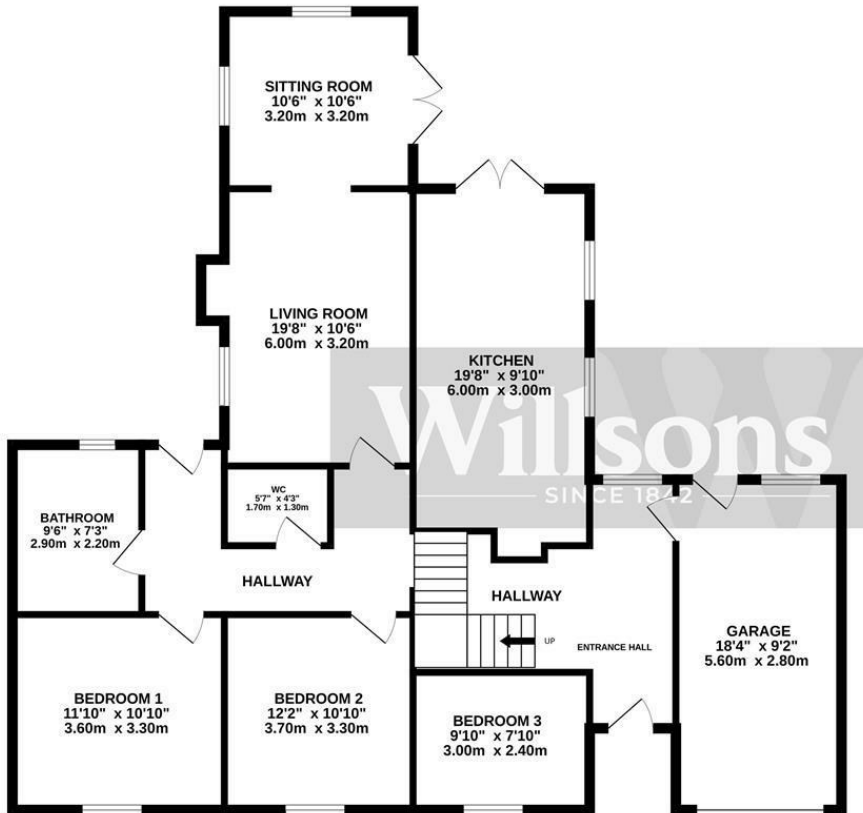 SITTING ROOM
10'6" x 10'6"
3.20m x 3.20m
LIVING ROOM
19'8" x 10'6"
6.00m x 3.20m
KITCHEN
19'8" x 9'10"
6.00m x 3.00m
Willsons
SINCE 1842
WC
5'7" x 4'3"
1.70m x 1.30m
BATHROOM
9'6" x 7'3"
2.90m x 2.20m
HALLWAY
HALLWAY
UP
ENTRANCE HALL
GARAGE
18'4" x 9'2"
5.60m x 2.80m
BEDROOM 1
11'10" x 10'10"
3.60m x 3.30m
BEDROOM 2
12'2" x 10'10"
3.70m x 3.30m
BEDROOM 3
9'10" x 7'10"
3.00m x 2.40m